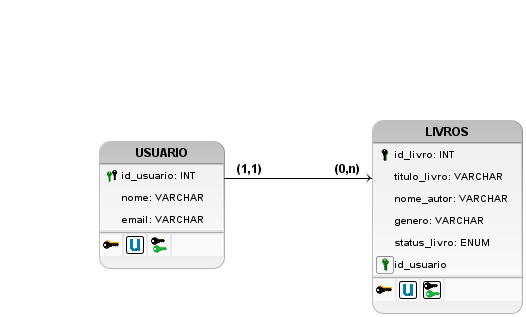 USUARIO
id_usuario: INT
nome: VARCHAR
email: VARCHAR
u
(1,1)
(0,n)
LIVROS
id_livro: INT
titulo_livro: VARCHAR
nome_autor: VARCHAR
genero: VARCHAR
status_livro: ENUM
id_usuario
u